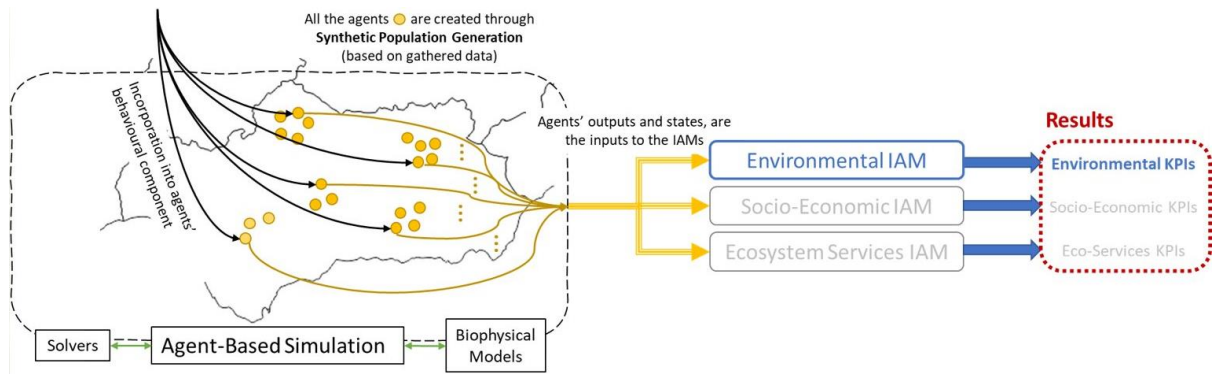 All the agents are created through
Synthetic Population Generation
(based on gathered data)
Incorporation into agents'
behavioural component
Agents' outputs and states, are
the inputs to the IAMs
Results
Environmental IAM
Environmental KPIs
Socio-Economic IAM
Socio-Economic KPIs
Ecosystem Services IAM
Eco-Services KPIs
Solvers
Agent-Based Simulation
Biophysical
Models